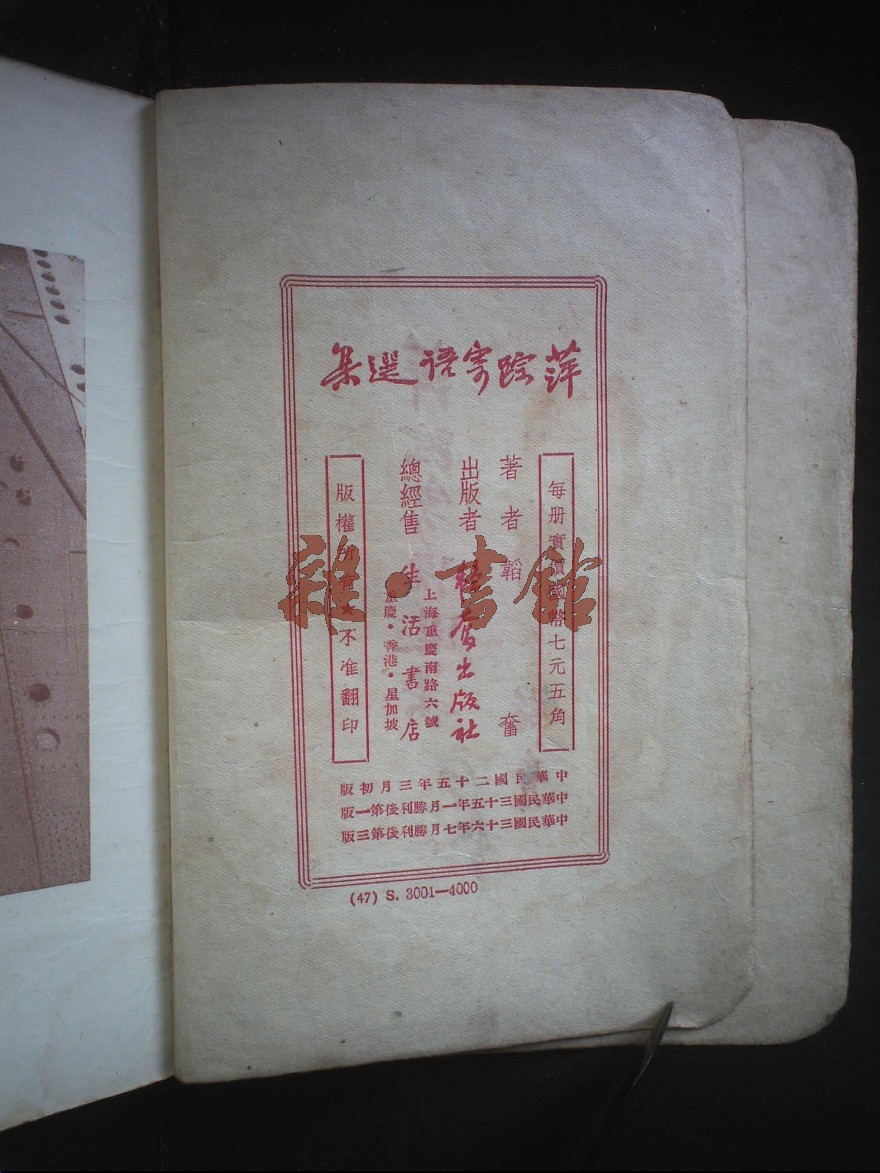 萍踪寄語選集
每册實價國幣七元五角
著者 韜奮
出版者 韜奮出版社
總經售 生活書店
上海重慶南路六號
重慶·香港·星加坡
版權所有 不准翻印
中華民國二十五年三月初版
中華民國三十五年一月勝利後第一版
中華民國三十六年七月勝利後第三版
(47) S. 3001—4000
雜·書館